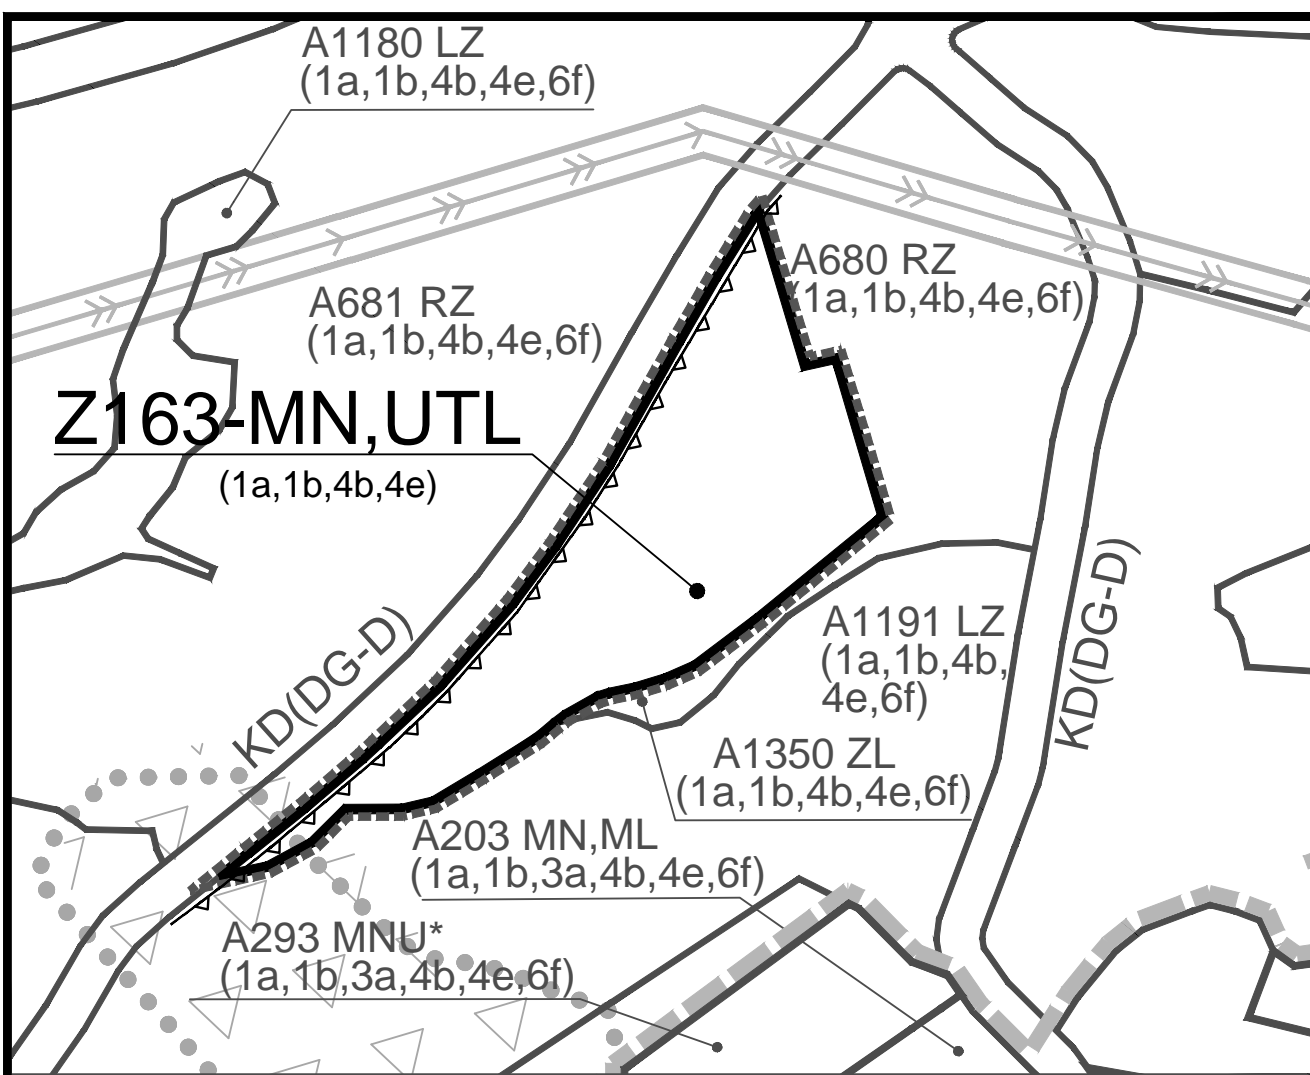 A1180 LZ
(1a,1b,4b,4e,6f)
A680 RZ
(1a,1b,4b,4e,6f)
A681 RZ
(1a,1b,4b,4e,6f)
Z163-MN,UTL
(1a,1b,4b,4e)
KD(DG-D)
KD(DG-D)
A1191 LZ
(1a,1b,4b,
4e,6f)
A1350 ZL
(1a,1b,4b,4e,6f)
A203 MN,ML
(1a,1b,3a,4b,4e,6f)
A293 MNU*
(1a,1b,3a,4b,4e,6f)